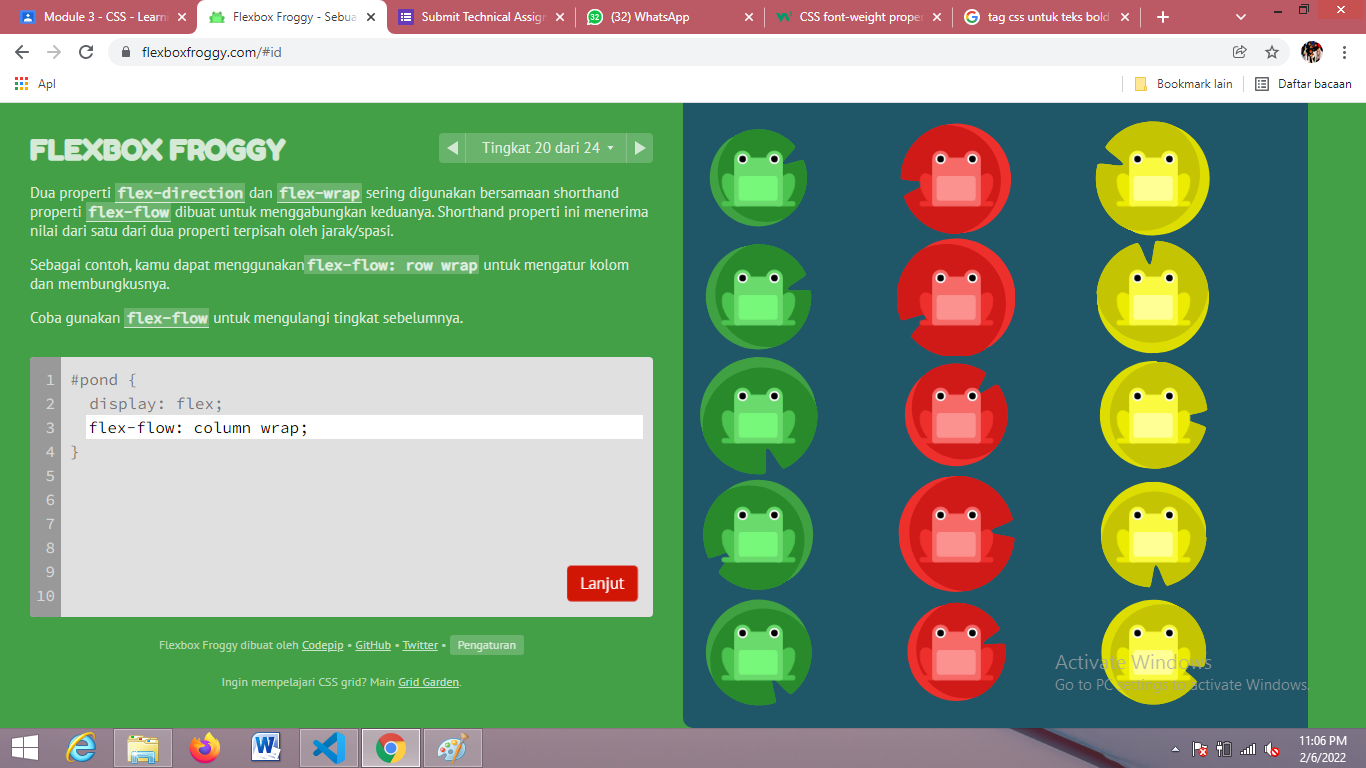 Module 3 - CSS - Learn
Flexbox Froggy - Sebua
Submit Technical Assign
32 (32) WhatsApp
CSS font-weight proper
tag css untuk teks bold
flexboxfroggy.com/#id
Apl
Bookmark lain
Daftar bacaan
FLEXBOX FROGGY
Tingkat 20 dari 24
Dua properti flex-direction dan flex-wrap sering digunakan bersamaan shorthand
properti flex-flow dibuat untuk menggabungkan keduanya. Shorthand properti ini menerima
nilai dari satu dari dua properti terpisah oleh jarak/spasi.
Sebagai contoh, kamu dapat menggunakan flex-flow: row wrap untuk mengatur kolom
dan membungkusnya.
Coba gunakan flex-flow untuk mengulangi tingkat sebelumnya.
1 #pond {
2 display: flex;
3 flex-flow: column wrap;
4 }
5
6
7
8
9
10
Lanjut
Flexbox Froggy dibuat oleh Codepip • GitHub • Twitter • Pengaturan
Ingin mempelajari CSS grid? Main Grid Garden.
Activate Windows
Go to PC settings to activate Windows.
11:06 PM
2/6/2022